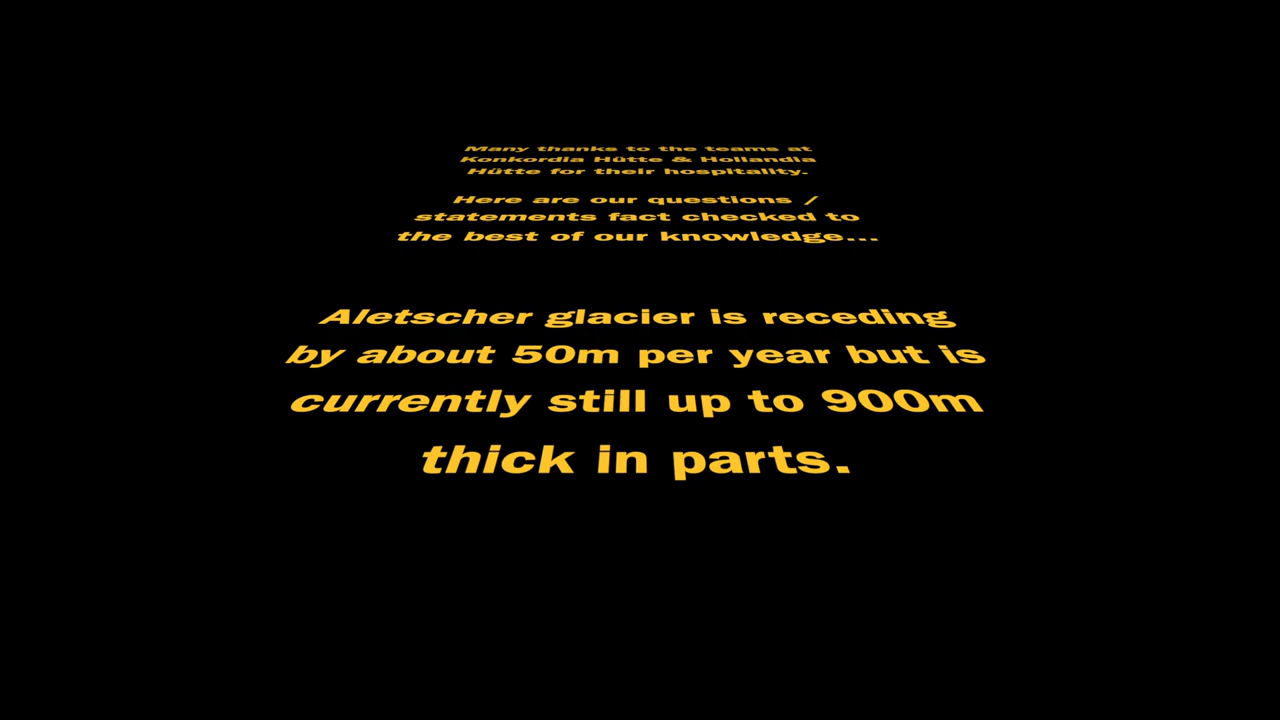 Many thanks to the teams at
Konkordia Hütte & Hollandia
Hütte for their hospitality.
Here are our questions /
statements fact checked to
the best of our knowledge...
Aletscher glacier is receding
by about 50m per year but is
currently still up to 900m
thick in parts.